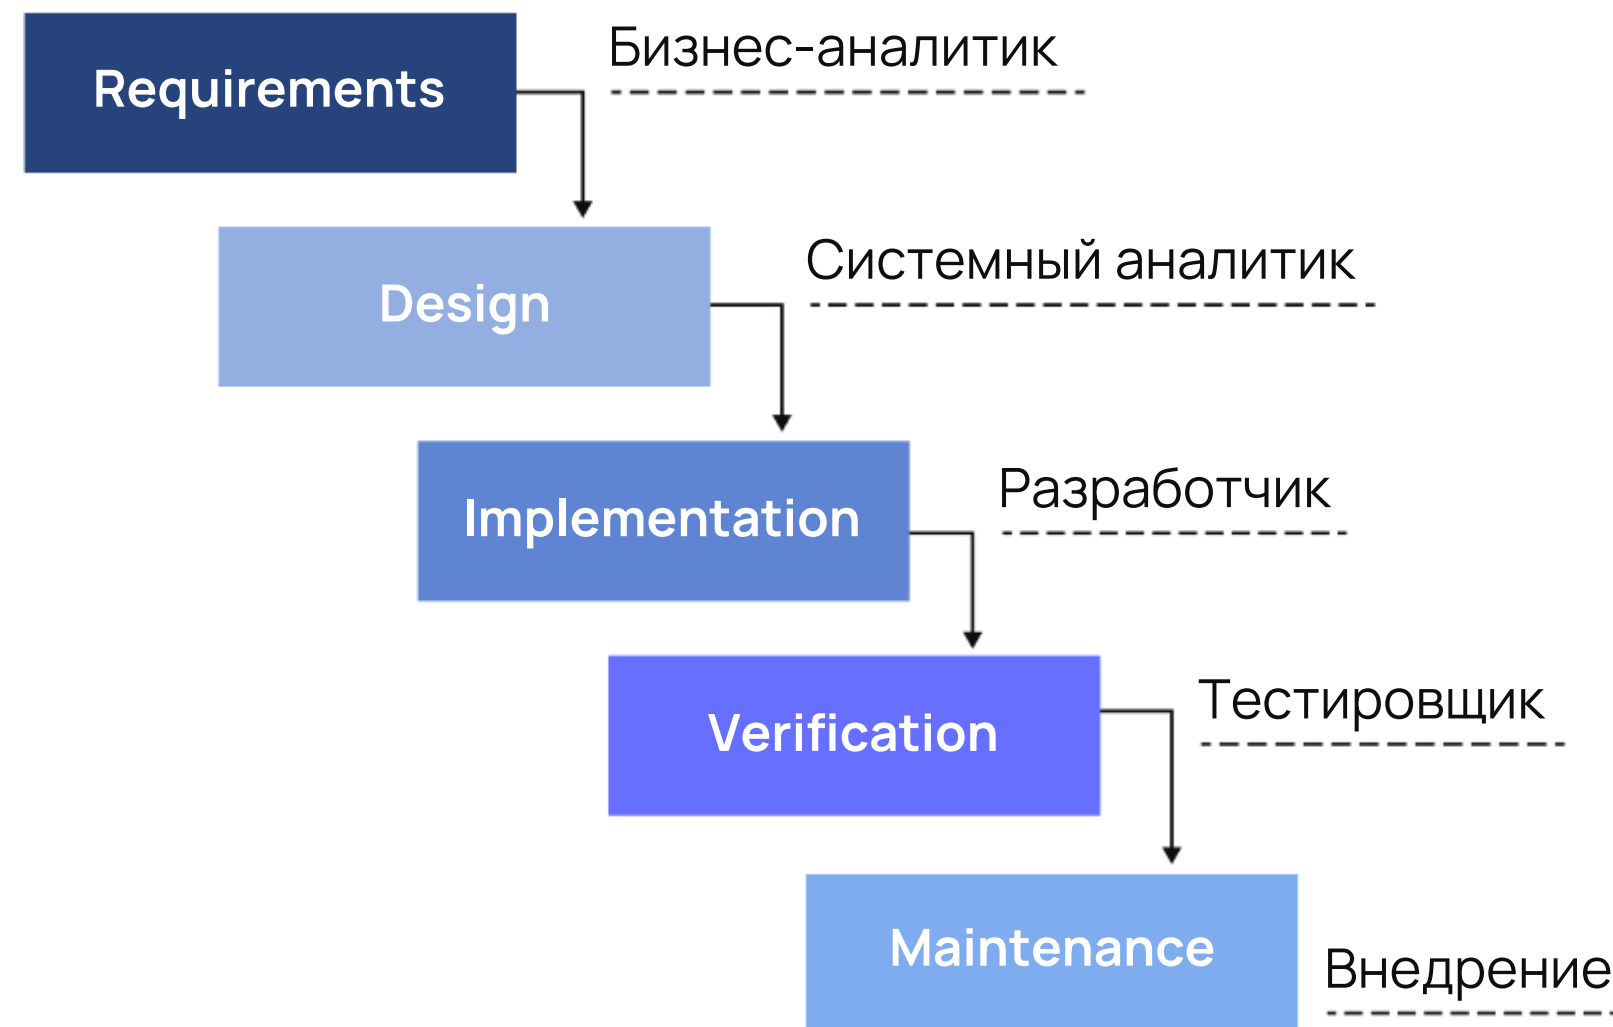 Requirements
Бизнес-аналитик
Design
Системный аналитик
Implementation
Разработчик
Verification
Тестировщик
Maintenance
Внедрение